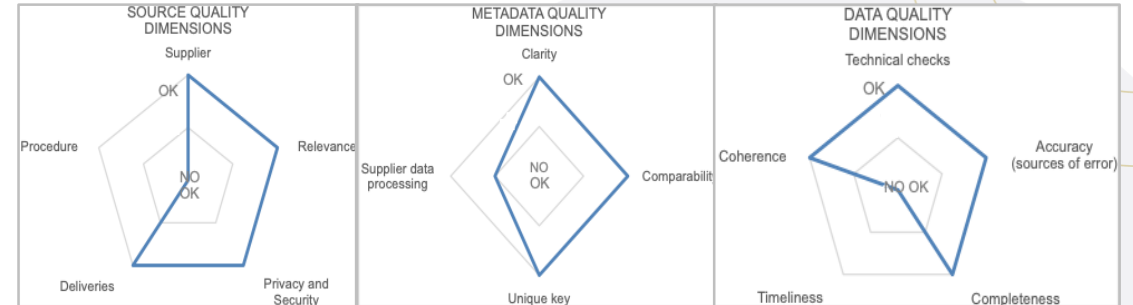 SOURCE QUALITY
DIMENSIONS
Supplier
OK
Procedure
Relevance
NO
OK
Deliveries
Privacy and
Security
METADATA QUALITY
DIMENSIONS
Clarity
OK
Supplier data
processing
NO
OK
Comparability
Unique key
DATA QUALITY
DIMENSIONS
Technical checks
OK
Coherence
Accuracy
(sources of error)
NO OK
Timeliness
Completeness